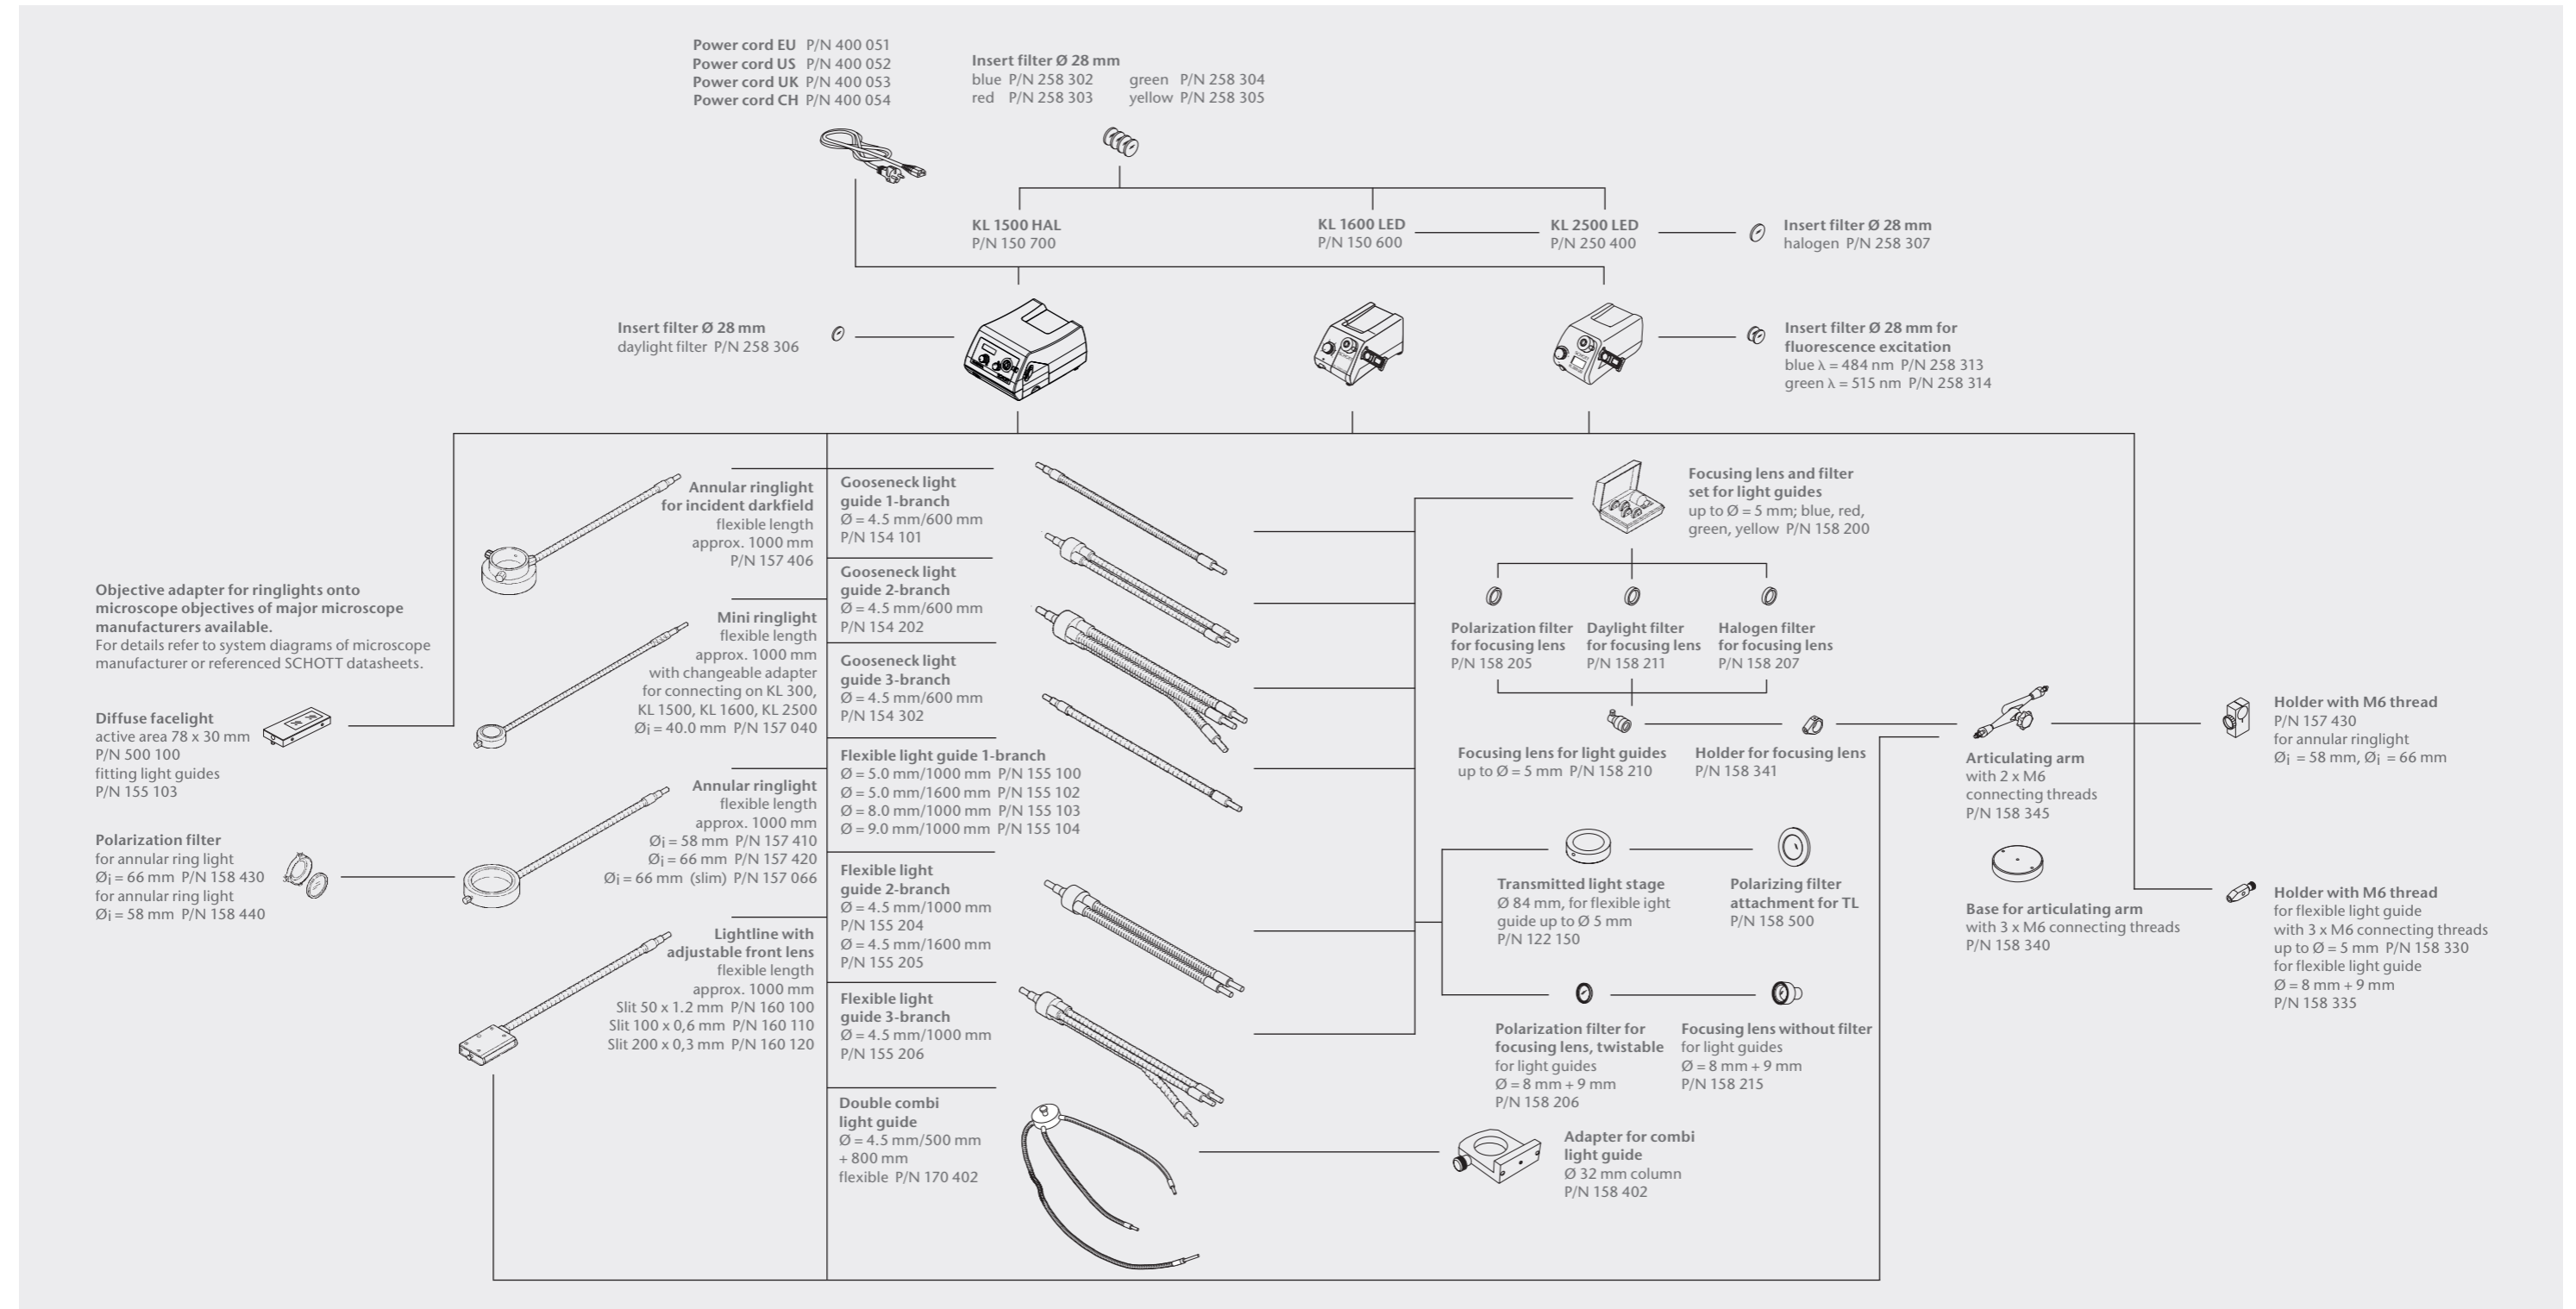 Power cord EU P/N 400 051
Power cord US P/N 400 052
Power cord UK P/N 400 053
Power cord CH P/N 400 054
Insert filter Ø 28 mm
blue P/N 258 302 green P/N 258 304
red P/N 258 303 yellow P/N 258 305
KL 1500 HAL
P/N 150 700
KL 1600 LED
P/N 150 600
KL 2500 LED
P/N 250 400
Insert filter Ø 28 mm
halogen P/N 258 307
Insert filter Ø 28 mm
daylight filter P/N 258 306
Insert filter Ø 28 mm for
fluorescence excitation
blue λ = 484 nm P/N 258 313
green λ = 515 nm P/N 258 314
Objective adapter for ringlights onto
microscope objectives of major microscope
manufacturers available.
For details refer to system diagrams of microscope
manufacturer or referenced SCHOTT datasheets.
Diffuse facelight
active area 78 x 30 mm
P/N 500 100
fitting light guides
P/N 155 103
Polarization filter
for annular ring light
Øi = 66 mm P/N 158 430
for annular ring light
Øi = 58 mm P/N 158 440
Annular ringlight
for incident darkfield
flexible length
approx. 1000 mm
P/N 157 406
Mini ringlight
flexible length
approx. 1000 mm
with changeable adapter
for connecting on KL 300,
KL 1500, KL 1600, KL 2500
Øi = 40.0 mm P/N 157 040
Annular ringlight
flexible length
approx. 1000 mm
Øi = 58 mm P/N 157 410
Øi = 66 mm P/N 157 420
Øi = 66 mm (slim) P/N 157 066
Lightline with
adjustable front lens
flexible length
approx. 1000 mm
Slit 50 x 1.2 mm P/N 160 100
Slit 100 x 0,6 mm P/N 160 110
Slit 200 x 0,3 mm P/N 160 120
Gooseneck light
guide 1-branch
Ø = 4.5 mm/600 mm
P/N 154 101
Gooseneck light
guide 2-branch
Ø = 4.5 mm/600 mm
P/N 154 202
Gooseneck light
guide 3-branch
Ø = 4.5 mm/600 mm
P/N 154 302
Flexible light guide 1-branch
Ø = 5.0 mm/1000 mm P/N 155 100
Ø = 5.0 mm/1600 mm P/N 155 102
Ø = 8.0 mm/1000 mm P/N 155 103
Ø = 9.0 mm/1000 mm P/N 155 104
Flexible light
guide 2-branch
Ø = 4.5 mm/1000 mm
P/N 155 204
Ø = 4.5 mm/1600 mm
P/N 155 205
Flexible light
guide 3-branch
Ø = 4.5 mm/1000 mm
P/N 155 206
Double combi
light guide
Ø = 4.5 mm/500 mm
+ 800 mm
flexible P/N 170 402
Focusing lens and filter
set for light guides
up to Ø = 5 mm; blue, red,
green, yellow P/N 158 200
Polarization filter
for focusing lens
P/N 158 205
Daylight filter
for focusing lens
P/N 158 211
Halogen filter
for focusing lens
P/N 158 207
Focusing lens for light guides
up to Ø = 5 mm P/N 158 210
Holder for focusing lens
P/N 158 341
Transmitted light stage
Ø 84 mm, for flexible ight
guide up to Ø 5 mm
P/N 122 150
Polarizing filter
attachment for TL
P/N 158 500
Polarization filter for
focusing lens, twistable
for light guides
Ø = 8 mm + 9 mm
P/N 158 206
Focusing lens without filter
for light guides
Ø = 8 mm + 9 mm
P/N 158 215
Adapter for combi
light guide
Ø 32 mm column
P/N 158 402
Articulating arm
with 2 x M6
connecting threads
P/N 158 345
Base for articulating arm
with 3 x M6 connecting threads
P/N 158 340
Holder with M6 thread
P/N 157 430
for annular ringlight
Øi = 58 mm, Øi = 66 mm
Holder with M6 thread
for flexible light guide
with 3 x M6 connecting threads
up to Ø = 5 mm P/N 158 330
for flexible light guide
Ø = 8 mm + 9 mm
P/N 158 335